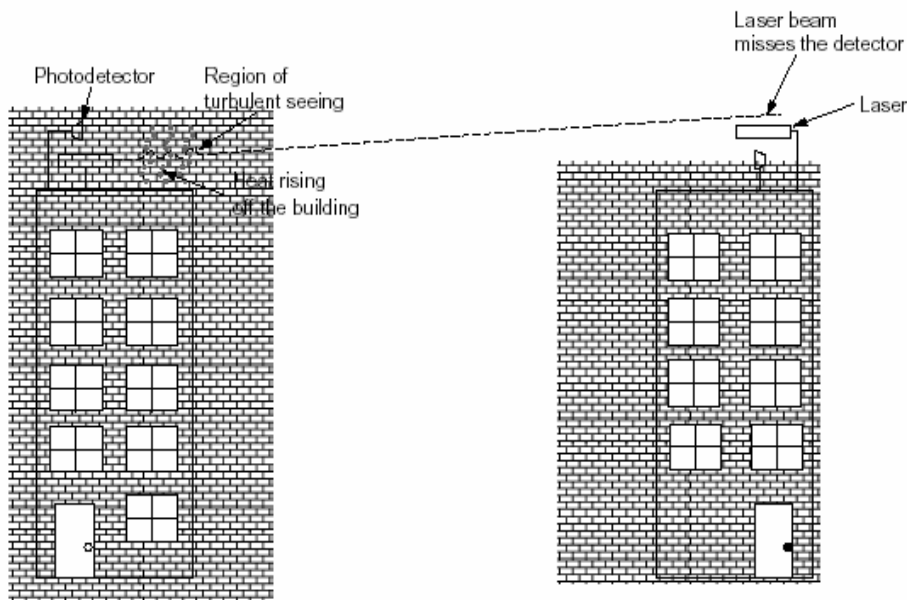 Laser beam
misses the detector
Photodetector
Region of
turbulent seeing
Laser
Heat rising
off the building